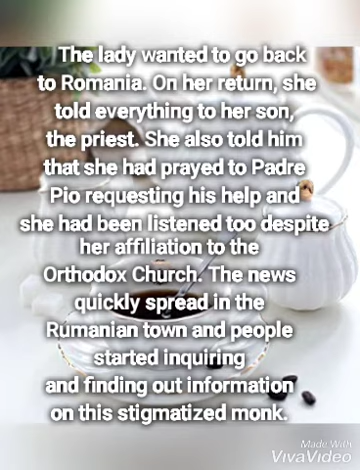 The lady wanted to go back
to Romania. On her return, she
told everything to her son,
the priest. She also told him
that she had prayed to Padre
Pio requesting his help and
she had been listened too despite
her affiliation to the
Orthodox Church. The news
quickly spread in the
Rumanian town and people
started inquiring
and finding out information
on this stigmatized monk.
Made With
VivaVideo